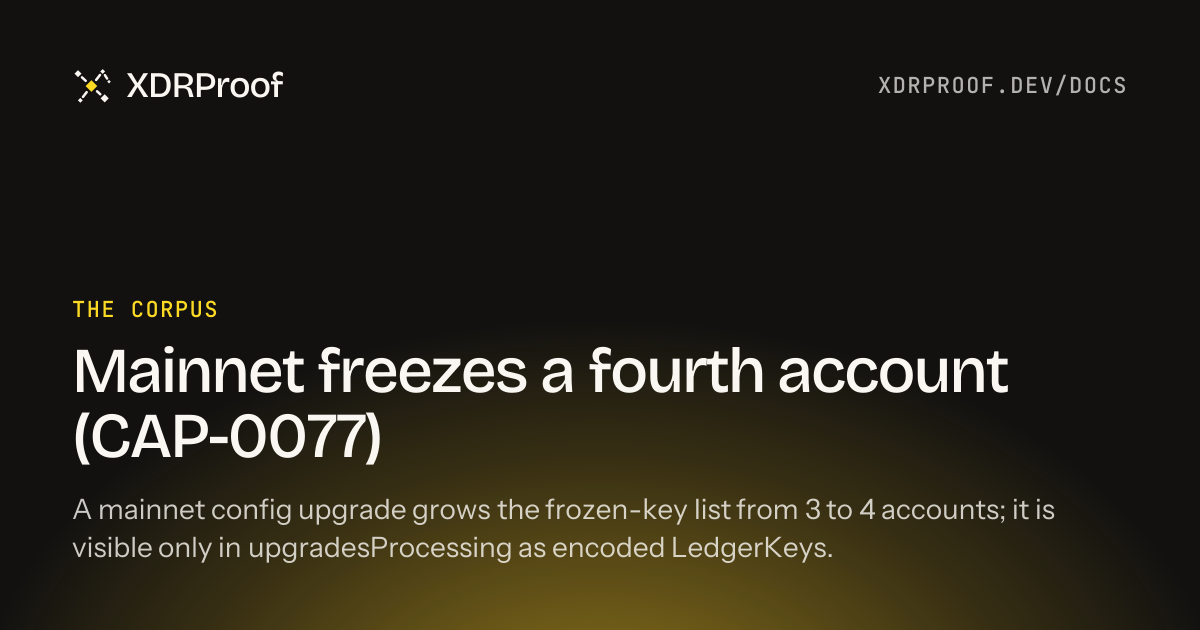 XDRProof
XDRPROOF.DEV/DOCS
THE CORPUS
Mainnet freezes a fourth account
(CAP-0077)
A mainnet config upgrade grows the frozen-key list from 3 to 4 accounts; it is
visible only in upgradesProcessing as encoded LedgerKeys.